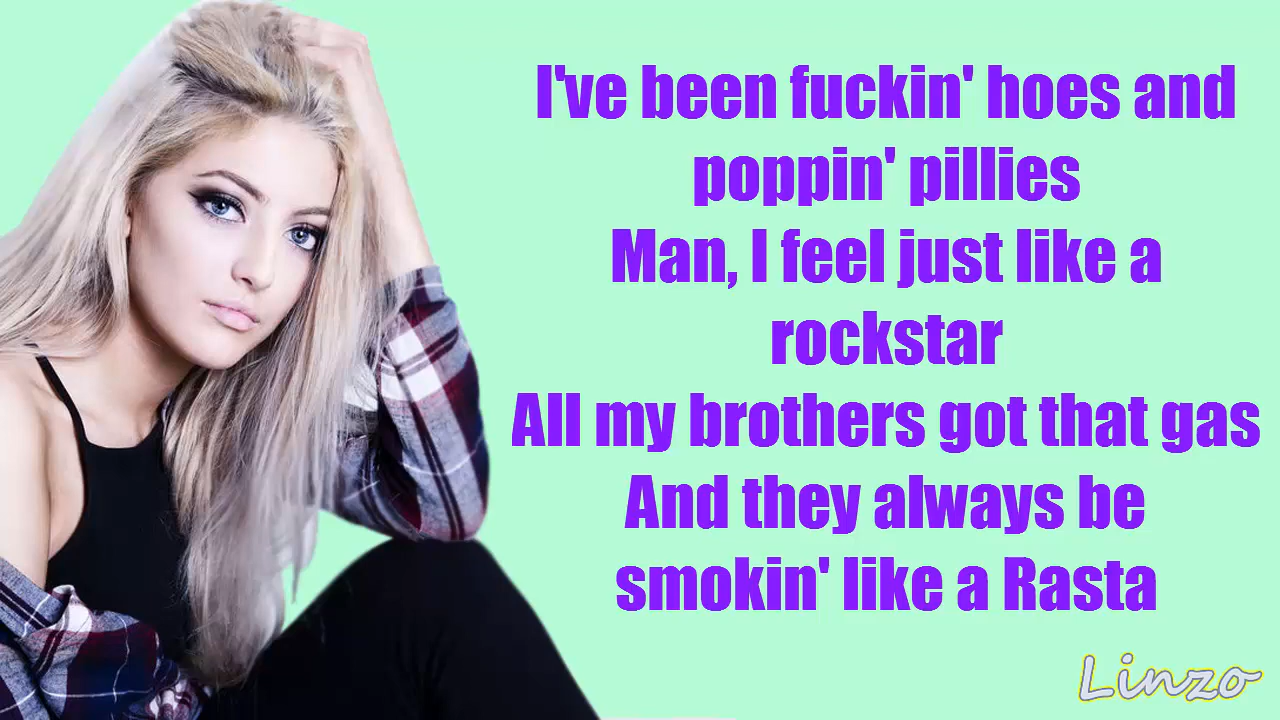 I've been fuckin' hoes and
poppin' pillies
Man, I feel just like a
rockstar
All my brothers got that gas
And they always be
smokin' like a Rasta
Linzo